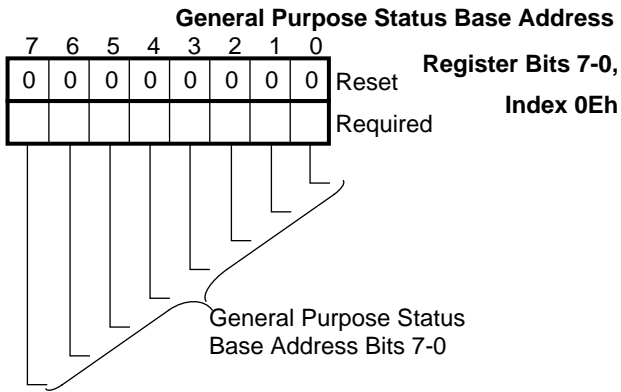 General Purpose Status Base Address
Register Bits 7-0,
Index 0Eh
7 6 5 4 3 2 1 0
0 0 0 0 0 0 0 0 Reset
Required
General Purpose Status
Base Address Bits 7-0